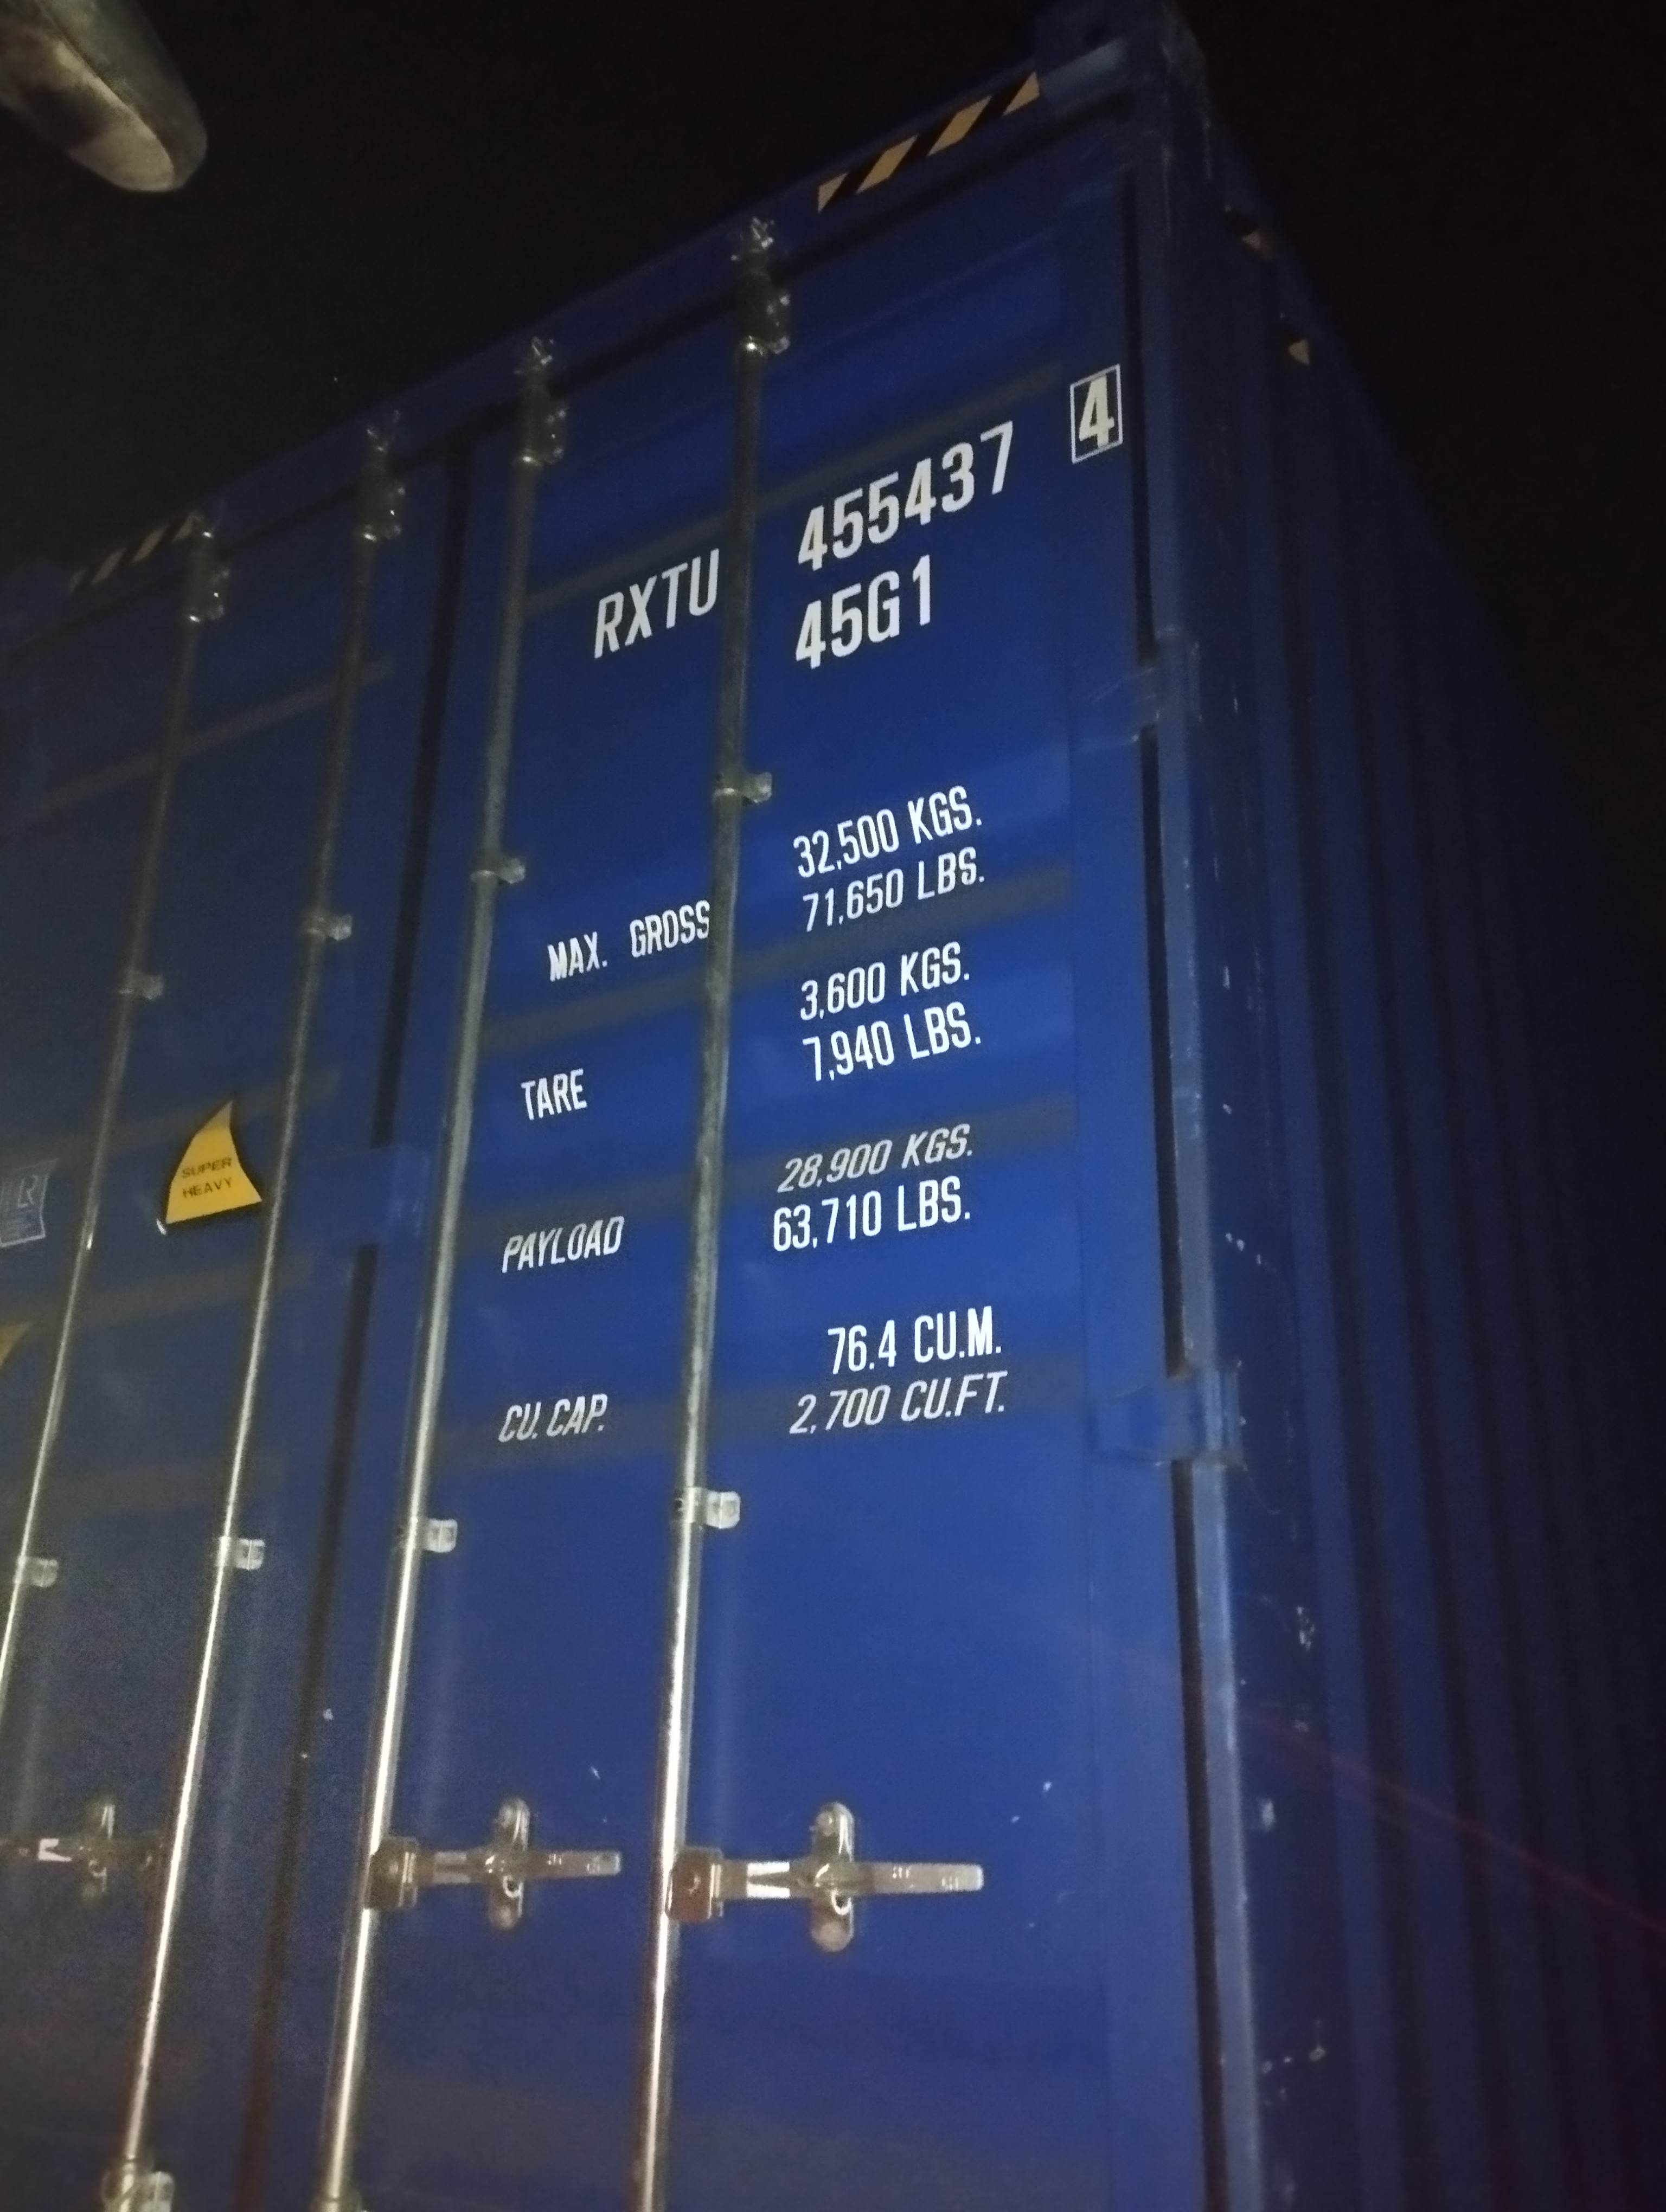 RXTU 455437 4
45G1
MAX. GROSS 32,500 KGS.
71,650 LBS.
TARE 3,600 KGS.
7,940 LBS.
PAYLOAD 28,900 KGS.
63,710 LBS.
CU. CAP. 76.4 CU.M.
2,700 CU.FT.
SUPER
HEAVY
LR